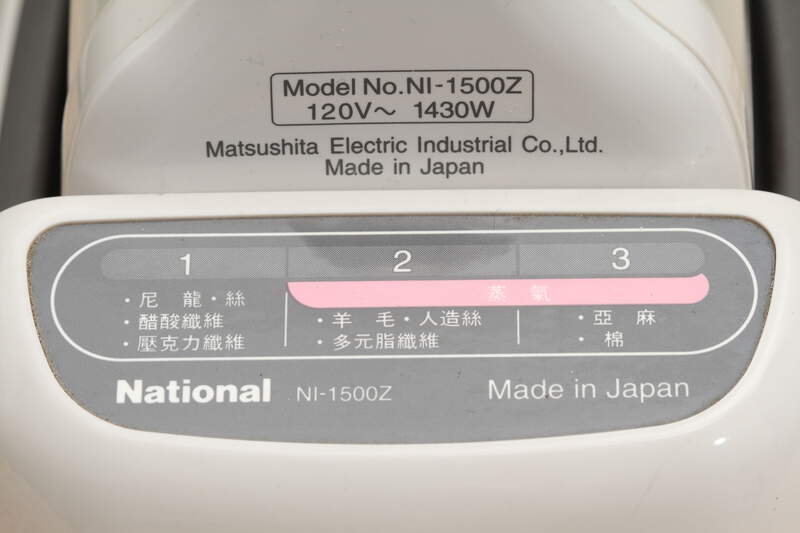 Model No.NI-1500Z
120V～ 1430W
Matsushita Electric Industrial Co.,Ltd.
Made in Japan
1 2 3
蒸 氣
・尼 龍・絲
・醋酸纖維
・壓克力纖維
・羊 毛・人造絲
・多元脂纖維
・亞 麻
・棉
National NI-1500Z Made in Japan